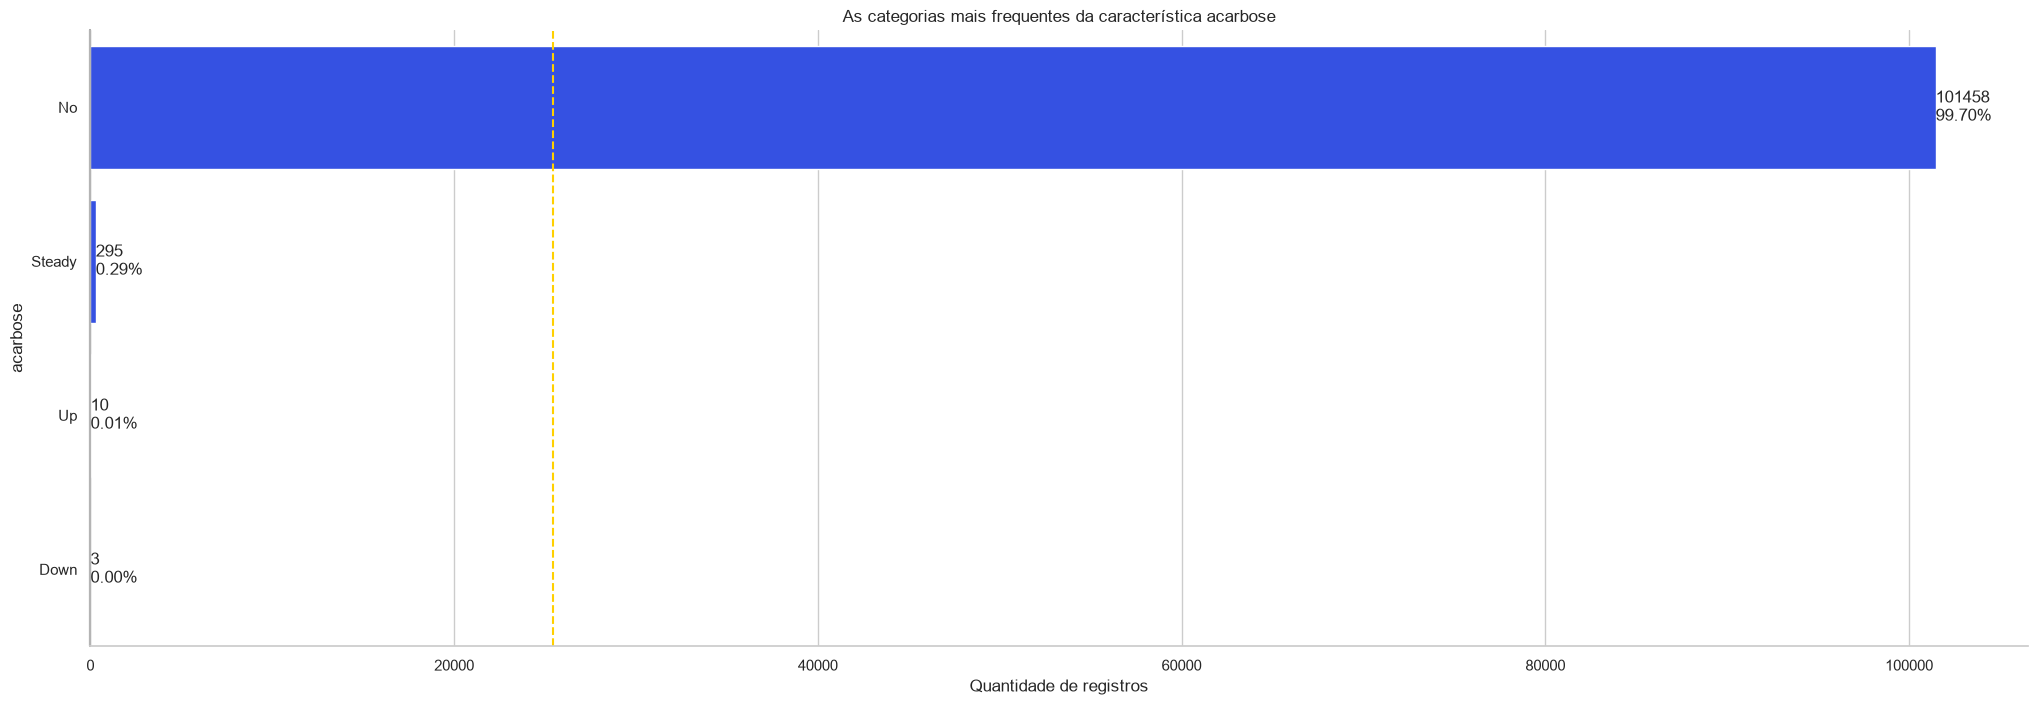 As categorias mais frequentes da característica acarbose
No
101458
99.70%
Steady
295
0.29%
Up
10
0.01%
Down
3
0.00%
acarbose
0
20000
40000
60000
80000
100000
Quantidade de registros